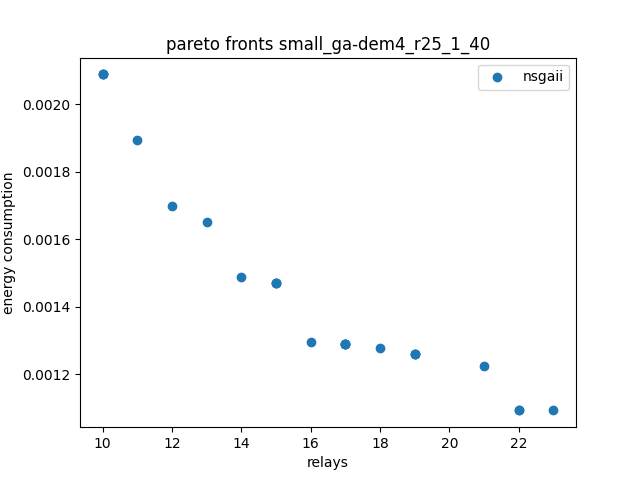 pareto fronts small_ga-dem4_r25_1_40
nsgaii
energy consumption
0.0020
0.0018
0.0016
0.0014
0.0012
10 12 14 16 18 20 22
relays